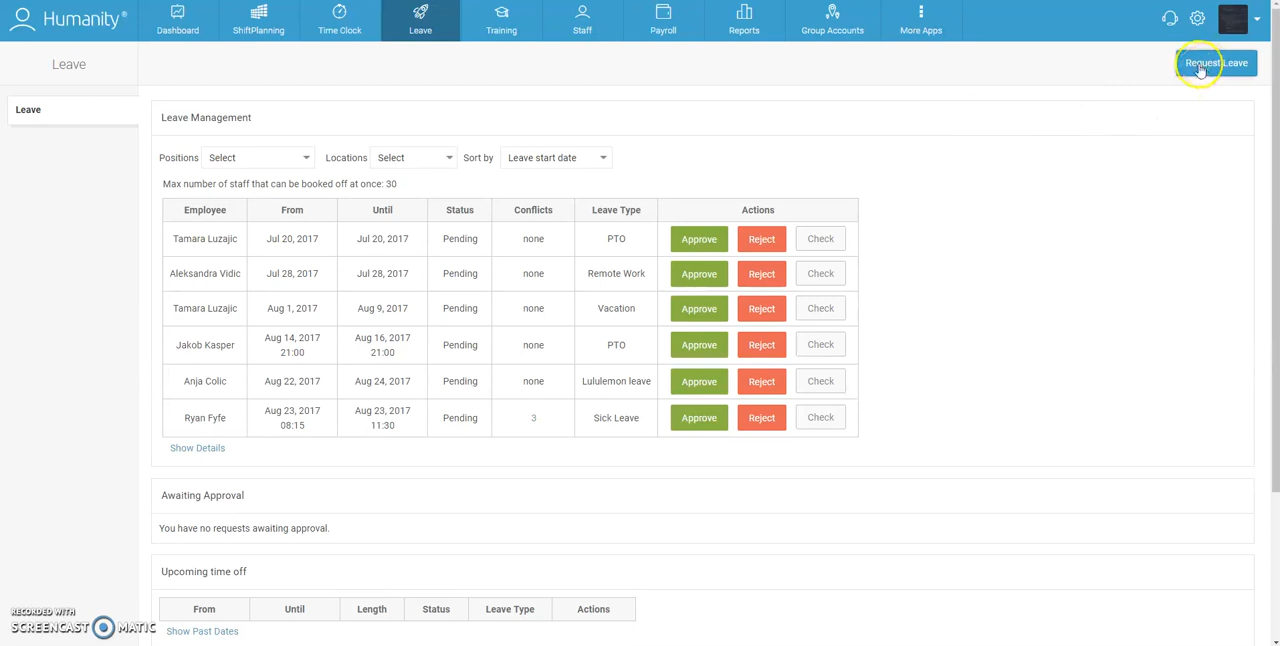 Humanity®
Dashboard ShiftPlanning Time Clock Leave Training Staff Payroll Reports Group Accounts More Apps
Leave
Request Leave
Leave
Leave Management
Positions Select Locations Select Sort by Leave start date
Max number of staff that can be booked off at once: 30
Employee From Until Status Conflicts Leave Type Actions
Tamara Luzajic Jul 20, 2017 Jul 20, 2017 Pending none PTO Approve Reject Check
Aleksandra Vidic Jul 28, 2017 Jul 28, 2017 Pending none Remote Work Approve Reject Check
Tamara Luzajic Aug 1, 2017 Aug 9, 2017 Pending none Vacation Approve Reject Check
Jakob Kasper Aug 14, 2017 21:00 Aug 16, 2017 21:00 Pending none PTO Approve Reject Check
Anja Colic Aug 22, 2017 Aug 24, 2017 Pending none Lululemon leave Approve Reject Check
Ryan Fyfe Aug 23, 2017 08:15 Aug 23, 2017 11:30 Pending 3 Sick Leave Approve Reject Check
Show Details
Awaiting Approval
You have no requests awaiting approval.
Upcoming time off
From Until Length Status Leave Type Actions
Show Past Dates
RECORDED WITH
SCREENCAST MATIC